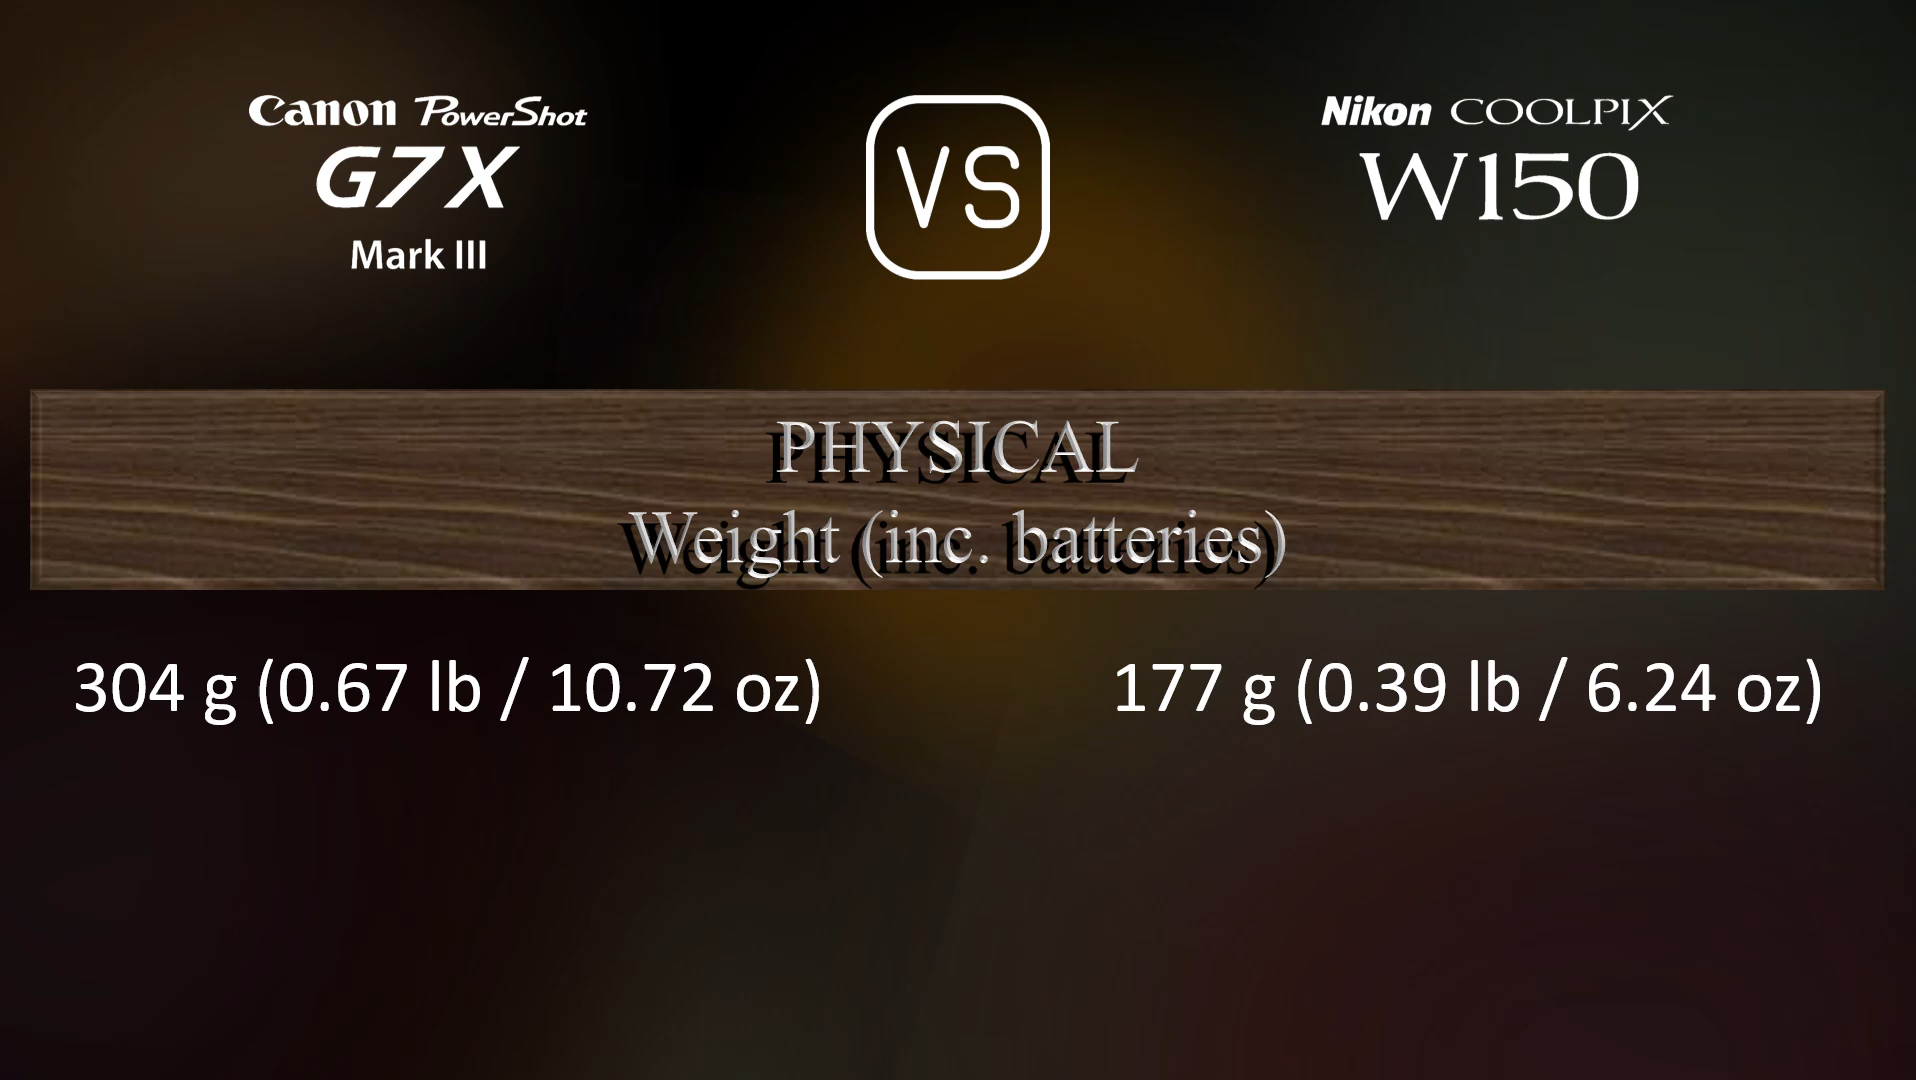 Canon PowerShot
G7 X
Mark III
VS
Nikon COOLPIX
W150
PHYSICAL
Weight (inc. batteries)
304 g (0.67 lb / 10.72 oz)
177 g (0.39 lb / 6.24 oz)